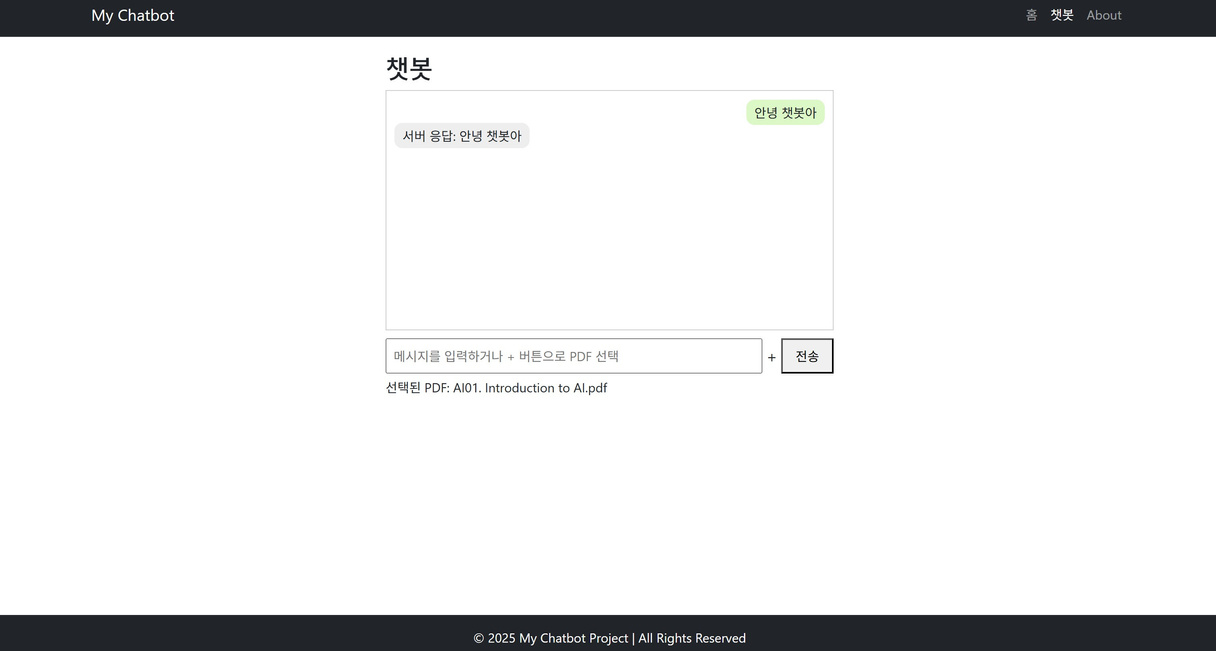 My Chatbot
홈 챗봇 About
챗봇
안녕 챗봇아
서버 응답: 안녕 챗봇아
메시지를 입력하거나 + 버튼으로 PDF 선택
+ 전송
선택된 PDF: AI01. Introduction to AI.pdf
© 2025 My Chatbot Project | All Rights Reserved